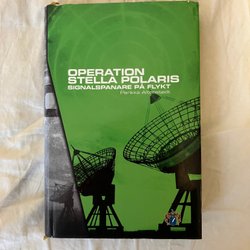 OPERATION
STELLA POLARIS
SIGNALSPANARE PÅ FLYKT